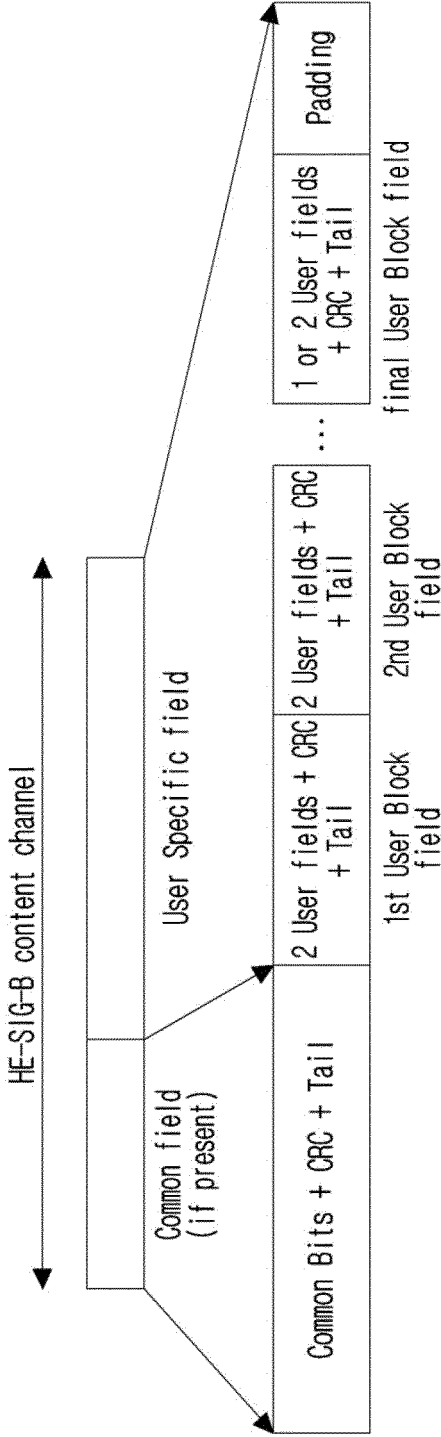 HE-SIG-B content channel
Common field
(if present)
User Specific field
Common Bits + CRC + Tail
2 User fields + CRC
+ Tail
2 User fields + CRC
+ Tail
...
1 or 2 User fields
+ CRC + Tail
Padding
1st User Block
field
2nd User Block
field
final User Block field